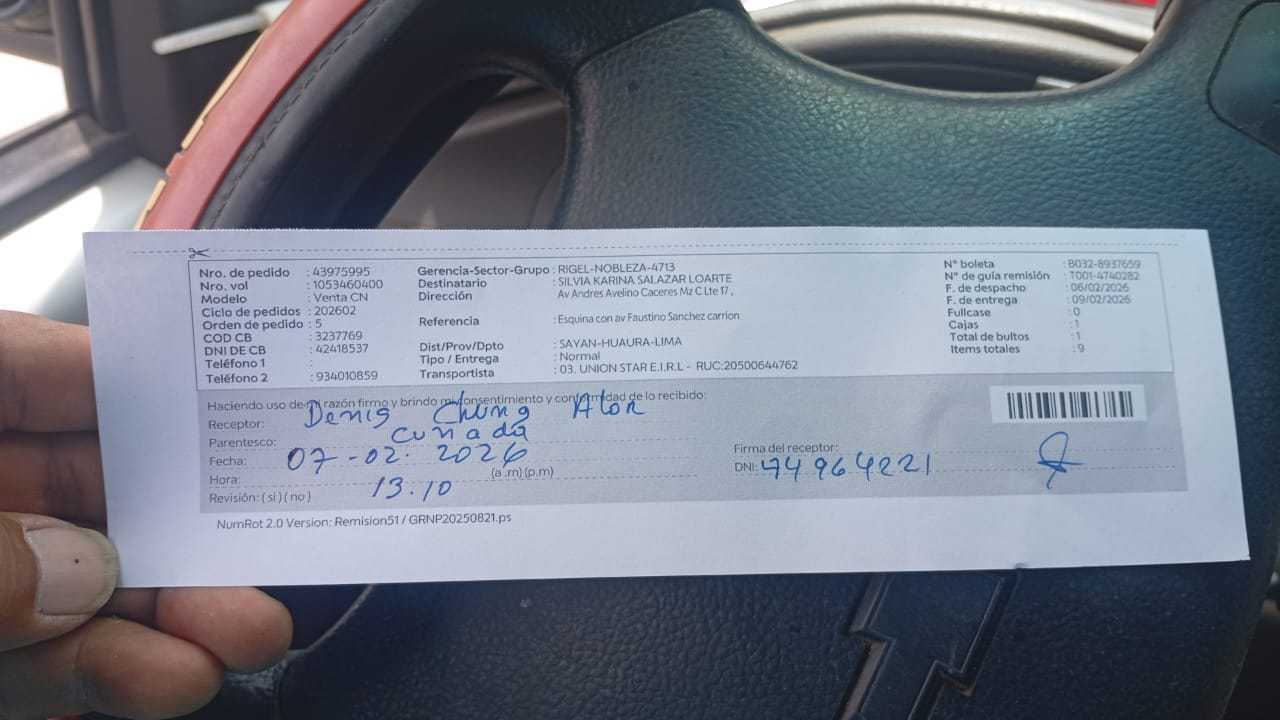 Nro. de pedido : 43975995
Nro. vol : 1053460400
Modelo : Venta CN
Ciclo de pedidos : 202602
Orden de pedido : 5
COD CB : 3237769
DNI DE CB : 42418537
Teléfono 1 :
Teléfono 2 : 934010859
Gerencia-Sector-Grupo : RIGEL-NOBLEZA-4713
Destinatario : SILVIA KARINA SALAZAR LOARTE
Dirección : Av Andres Avelino Caceres Mz C Lte 17 ,
Referencia : Esquina con av Faustino Sanchez carrion
Dist/Prov/Dpto : SAYAN-HUAURA-LIMA
Tipo / Entrega : Normal
Transportista : 03. UNION STAR E.I.R.L - RUC:20500644762
N° boleta : B032-8937659
N° de guía remisión : T001-4740282
F. de despacho : 06/02/2026
F. de entrega : 09/02/2026
Fullcase : 0
Cajas : 1
Total de bultos : 1
Items totales : 9
Haciendo uso de mi razón firmo y brindo mi consentimiento y conformidad de lo recibido:
Receptor: Denis Chung Alor
Parentesco: cuñada
Fecha: 07-02.2026
Hora: 13.10 (a.m) (p.m)
Revisión: ( si ) ( no )
Firma del receptor:
DNI: 74964221
NumRot 2.0 Version: Remision51 / GRNP20250821.ps